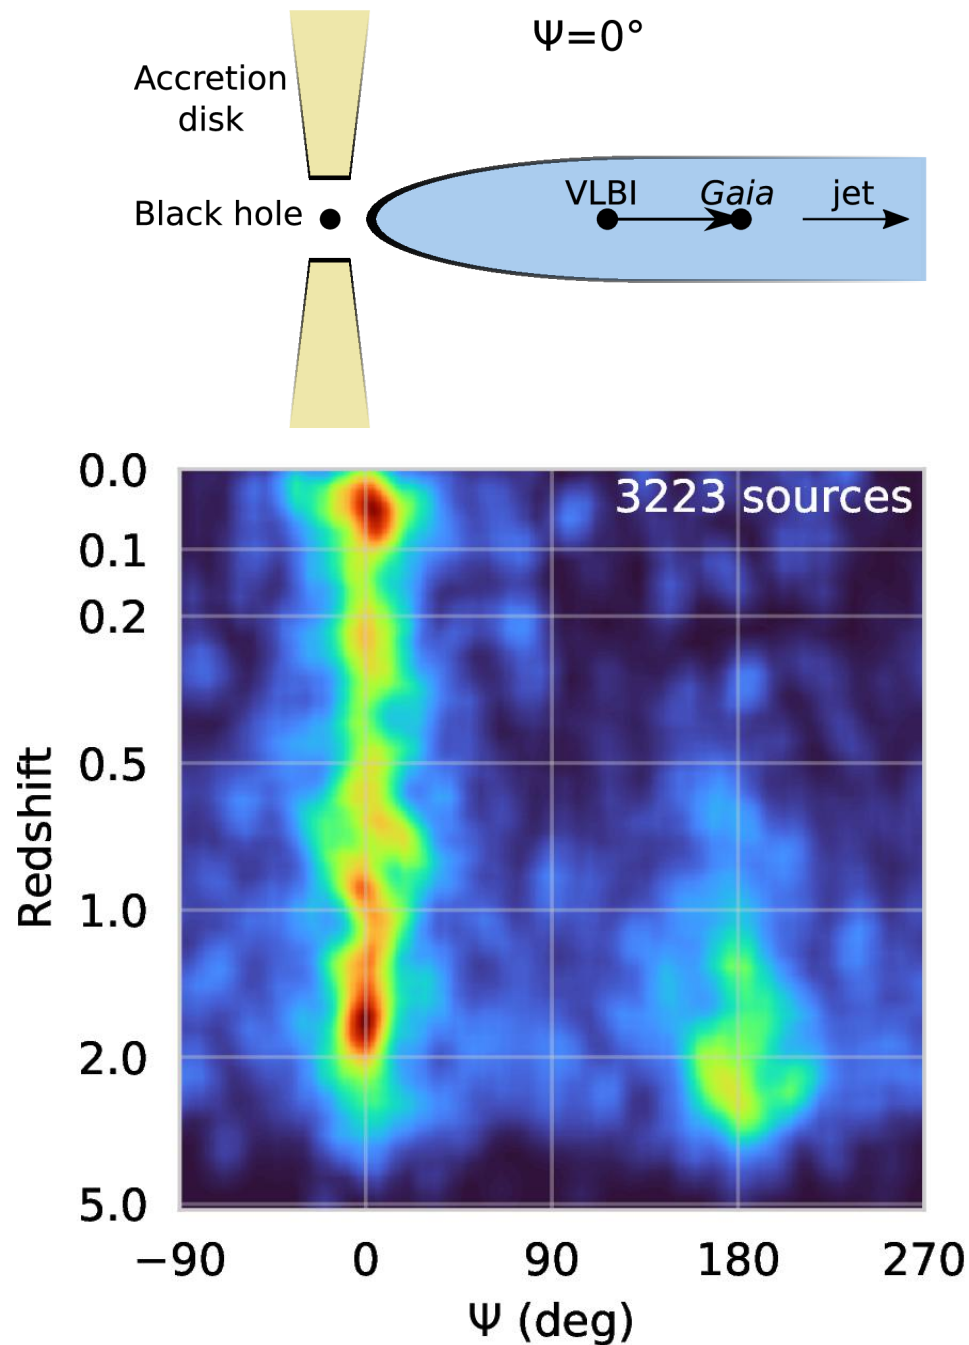 Ψ=0°
Accretion
disk
Black hole
VLBI
Gaia
jet
3223 sources
0.0
0.1
0.2
0.5
1.0
2.0
5.0
Redshift
−90
0
90
180
270
Ψ (deg)